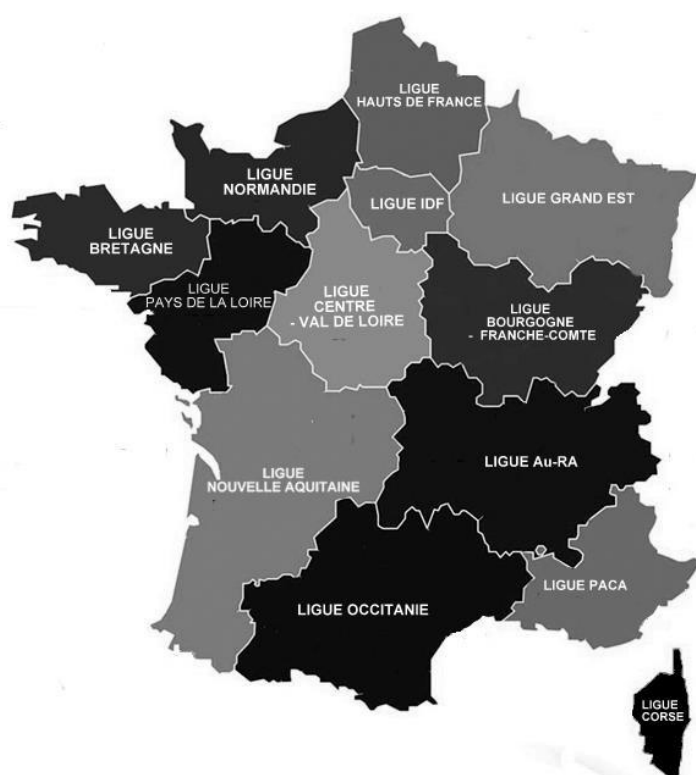 LIGUE
HAUTS DE FRANCE
LIGUE
NORMANDIE
LIGUE IDF
LIGUE GRAND EST
LIGUE
BRETAGNE
LIGUE
PAYS DE LA LOIRE
LIGUE
CENTRE
- VAL DE LOIRE
LIGUE
BOURGOGNE
- FRANCHE-COMTE
LIGUE Au-RA
LIGUE
NOUVELLE AQUITAINE
LIGUE PACA
LIGUE OCCITANIE
LIGUE
CORSE